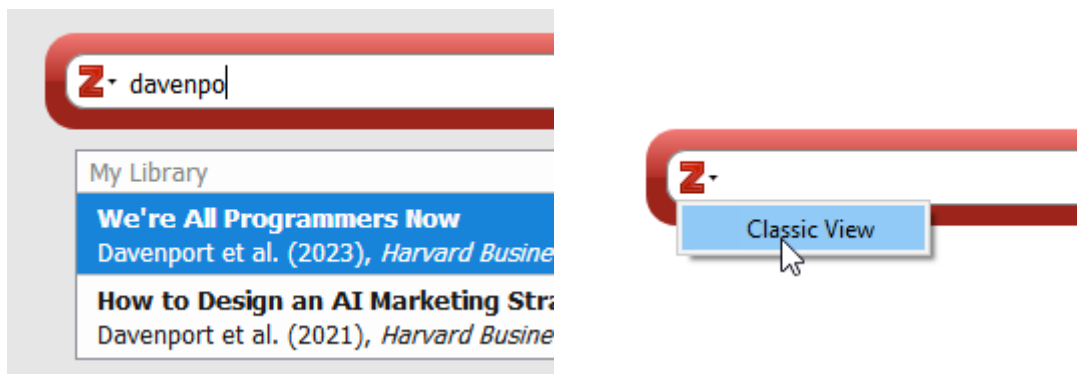 Z davenpo
My Library
We're All Programmers Now
Davenport et al. (2023), Harvard Busine
How to Design an AI Marketing Stra
Davenport et al. (2021), Harvard Busine
Z
Classic View